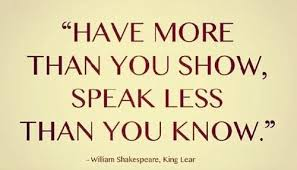 “HAVE MORE
THAN YOU SHOW,
SPEAK LESS
THAN YOU KNOW.”
- William Shakespeare, King Lear